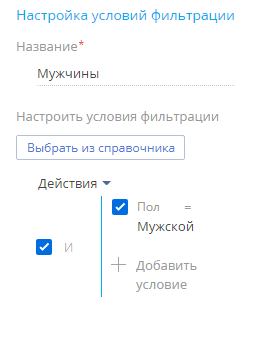 Настройка условий фильтрации
Название*
Мужчины
Настроить условия фильтрации
Выбрать из справочника
Действия
Пол =
Мужской
И
Добавить
условие